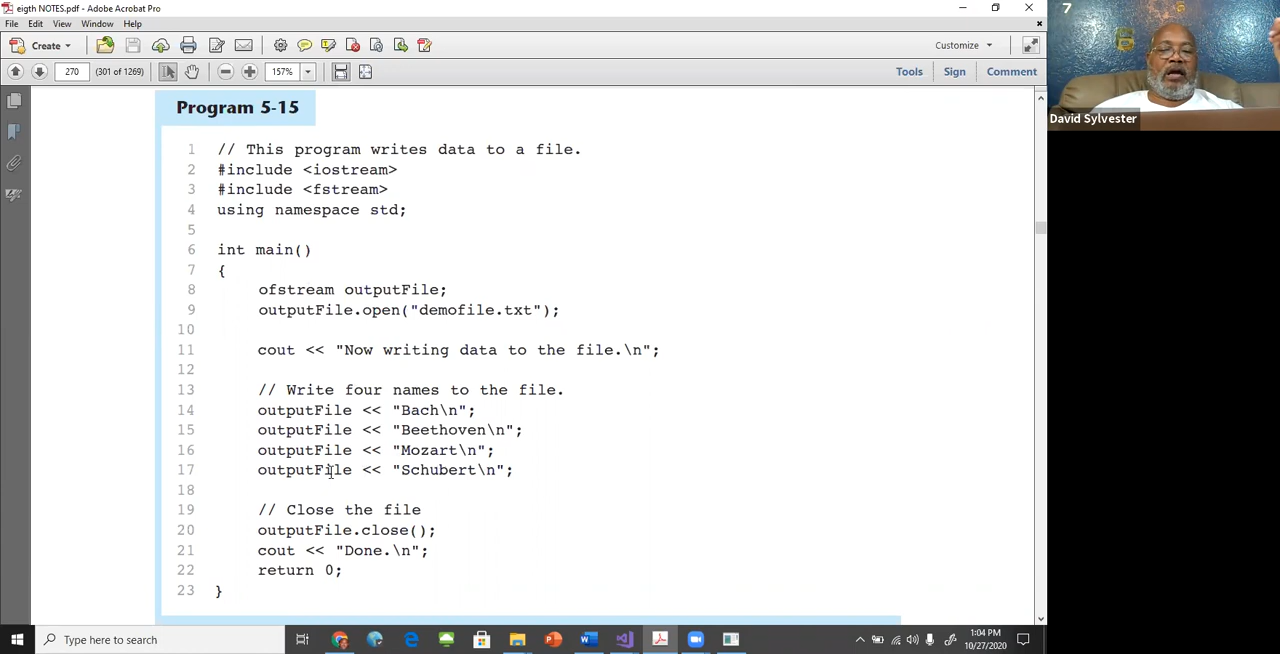 eigth NOTES.pdf - Adobe Acrobat Pro
File Edit View Window Help
Create
Customize
270 (301 of 1269) 157%
Tools Sign Comment
7
David Sylvester
Program 5-15
1 // This program writes data to a file.
2 #include <iostream>
3 #include <fstream>
4 using namespace std;
5
6 int main()
7 {
8 ofstream outputFile;
9 outputFile.open("demofile.txt");
10
11 cout << "Now writing data to the file.\n";
12
13 // Write four names to the file.
14 outputFile << "Bach\n";
15 outputFile << "Beethoven\n";
16 outputFile << "Mozart\n";
17 outputFile << "Schubert\n";
18
19 // Close the file
20 outputFile.close();
21 cout << "Done.\n";
22 return 0;
23 }
Type here to search
1:04 PM
10/27/2020